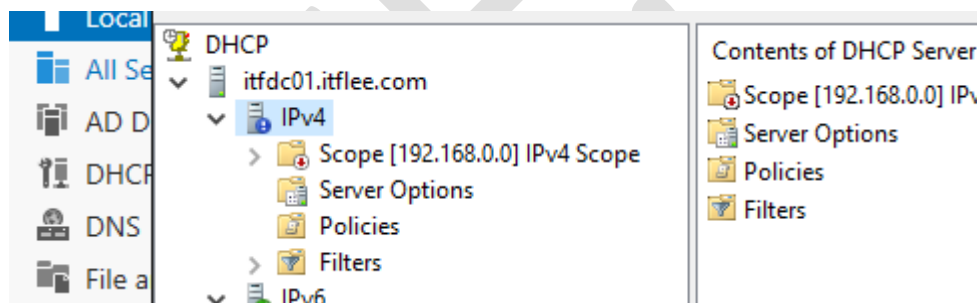 Local
All Se
AD D
DHCP
DNS
File a
DHCP
itfdc01.itflee.com
IPv4
Scope [192.168.0.0] IPv4 Scope
Server Options
Policies
Filters
IPv6
Contents of DHCP Server
Scope [192.168.0.0] IPv
Server Options
Policies
Filters